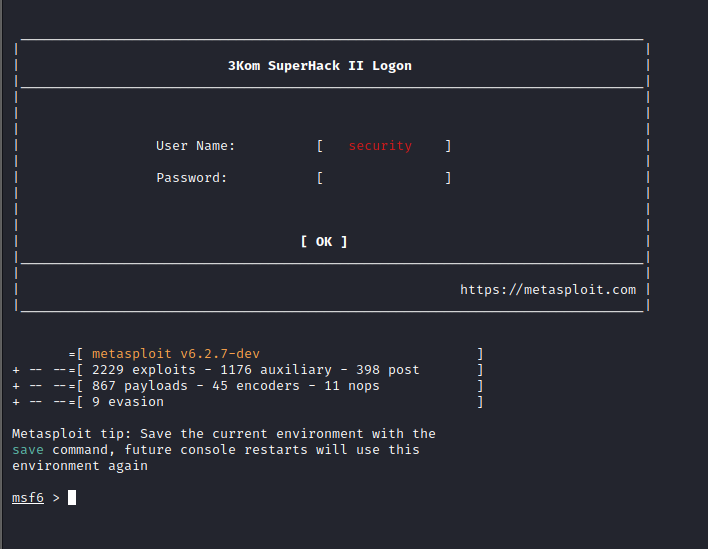 3Kom SuperHack II Logon
User Name: [ security ]
Password: [ ]
[ OK ]
https://metasploit.com
=[ metasploit v6.2.7-dev ]
+ -- --=[ 2229 exploits - 1176 auxiliary - 398 post ]
+ -- --=[ 867 payloads - 45 encoders - 11 nops ]
+ -- --=[ 9 evasion ]
Metasploit tip: Save the current environment with the
save command, future console restarts will use this
environment again
msf6 >